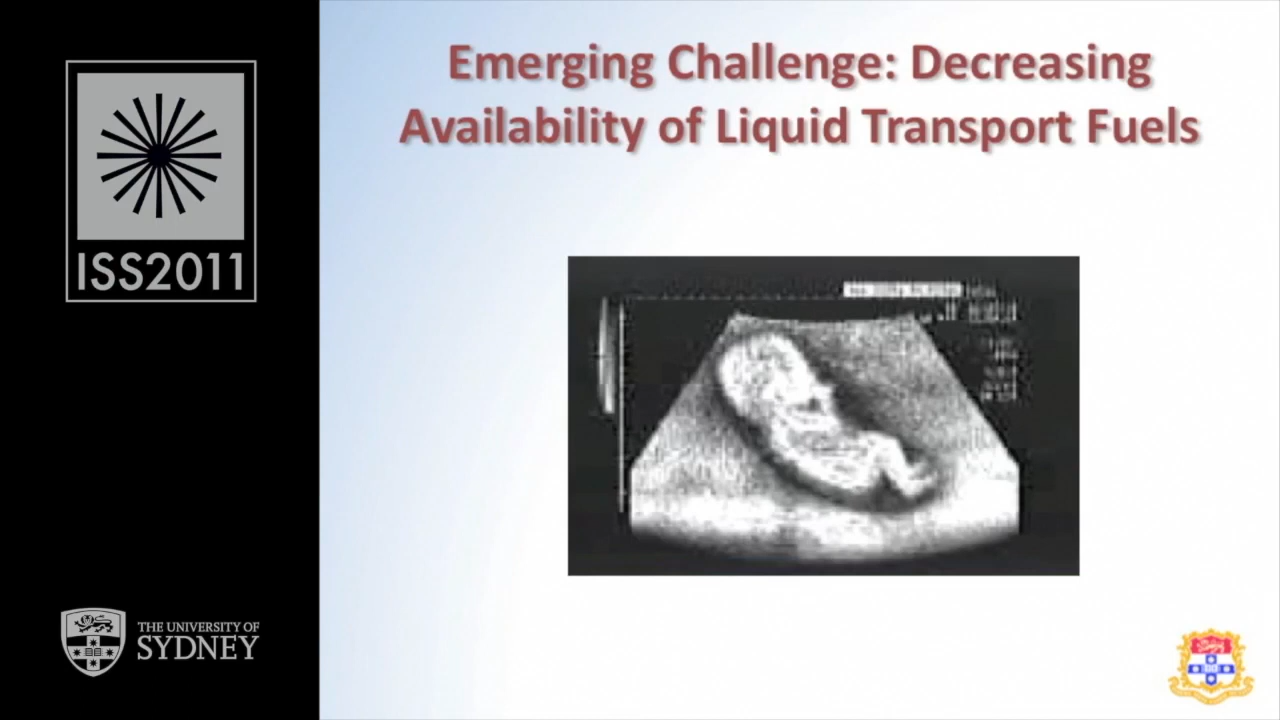 Emerging Challenge: Decreasing
Availability of Liquid Transport Fuels
ISS2011
THE UNIVERSITY OF
SYDNEY